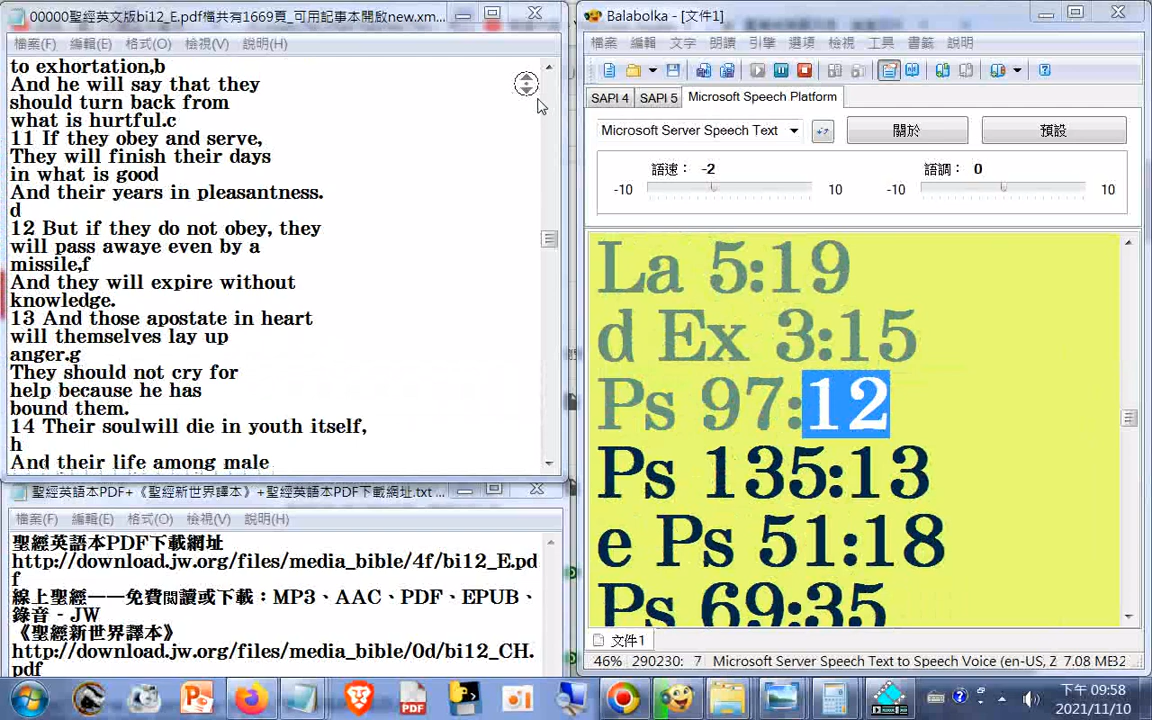 00000聖經英文版bi12_E.pdf檔共有1669頁_可用記事本開啟new.xm...
檔案(F) 編輯(E) 格式(O) 檢視(V) 說明(H)
to exhortation,b
And he will say that they
should turn back from
what is hurtful.c
11 If they obey and serve,
They will finish their days
in what is good
And their years in pleasantness.
d
12 But if they do not obey, they
will pass awaye even by a
missile,f
And they will expire without
knowledge.
13 And those apostate in heart
will themselves lay up
anger.g
They should not cry for
help because he has
bound them.
14 Their soulwill die in youth itself,
h
And their life among male
聖經英語本PDF+《聖經新世界譯本》+聖經英語本PDF下載網址.txt ...
檔案(F) 編輯(E) 格式(O) 檢視(V) 說明(H)
聖經英語本PDF下載網址
http://download.jw.org/files/media_bible/4f/bi12_E.pd
f
線上聖經——免費閱讀或下載：MP3、AAC、PDF、EPUB、
錄音 - JW
《聖經新世界譯本》
http://download.jw.org/files/media_bible/0d/bi12_CH.
pdf
Balabolka - [文件1]
檔案 編輯 文字 朗讀 引擎 選項 檢視 工具 書籤 說明
SAPI 4 SAPI 5 Microsoft Speech Platform
Microsoft Server Speech Text 關於 預設
語速： -2 語調： 0
-10 10 -10 10
La 5:19
d Ex 3:15
Ps 97:12
Ps 135:13
e Ps 51:18
Ps 69:35
文件1
46% 290230: 7 Microsoft Server Speech Text to Speech Voice (en-US, Z 7.08 MB
下午 09:58
2021/11/10